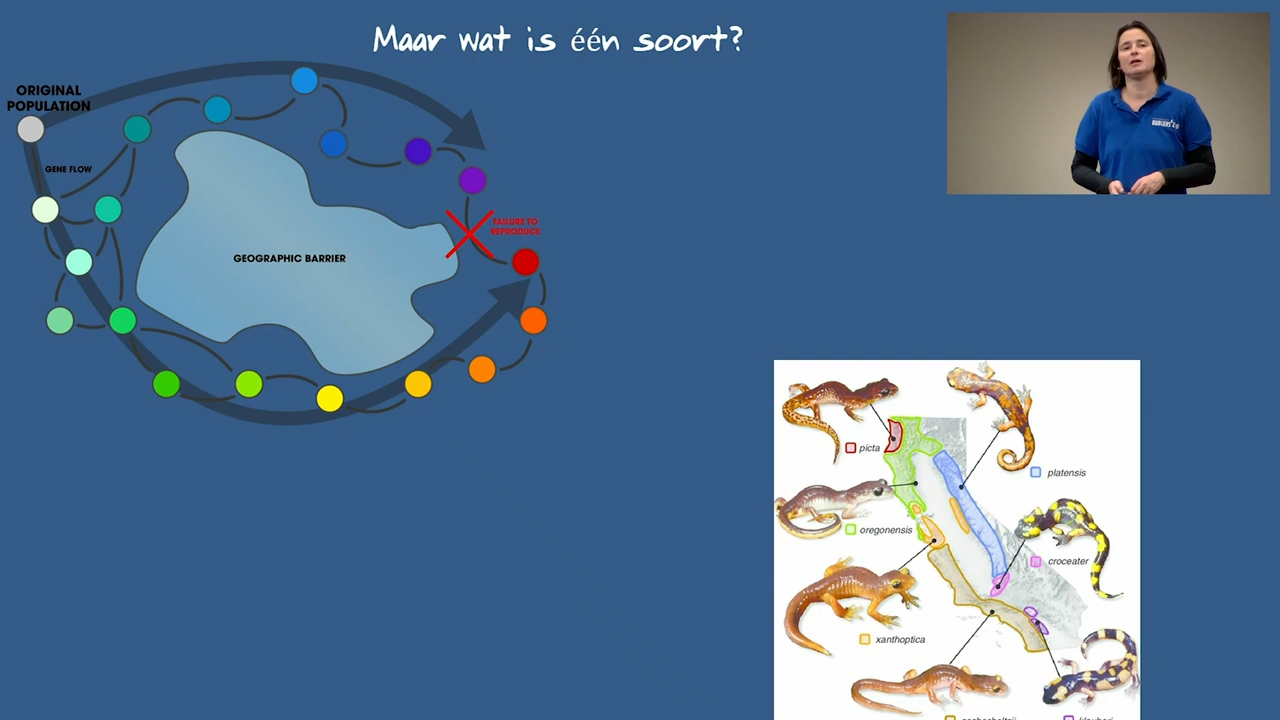 Maar wat is één soort?
ORIGINAL
POPULATION
GENE FLOW
GEOGRAPHIC BARRIER
FAILURE TO
REPRODUCE
BURGERS'
picta
platensis
oregonensis
croceater
xanthoptica